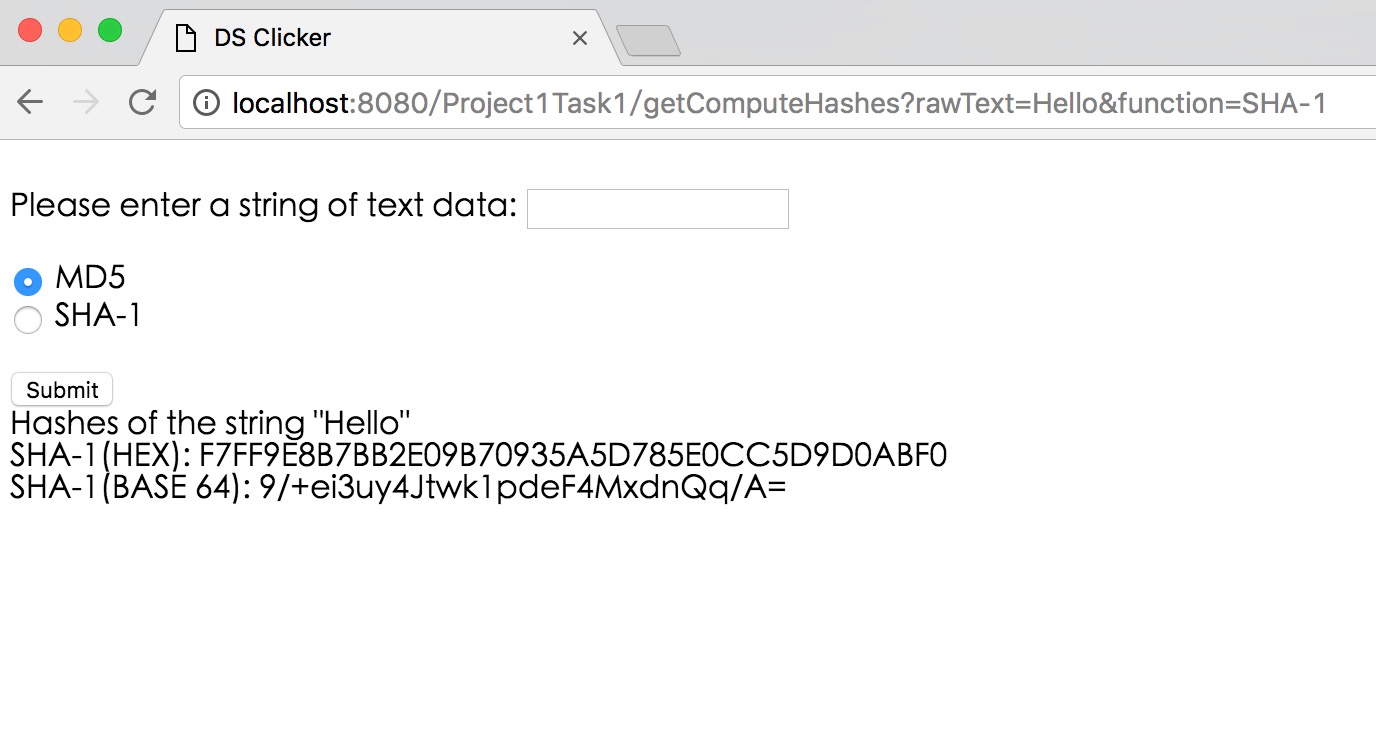 DS Clicker
localhost:8080/Project1Task1/getComputeHashes?rawText=Hello&function=SHA-1
Please enter a string of text data:
MD5
SHA-1
Submit
Hashes of the string "Hello"
SHA-1(HEX): F7FF9E8B7BB2E09B70935A5D785E0CC5D9D0ABF0
SHA-1(BASE 64): 9/+ei3uy4Jtwk1pdeF4MxdnQq/A=